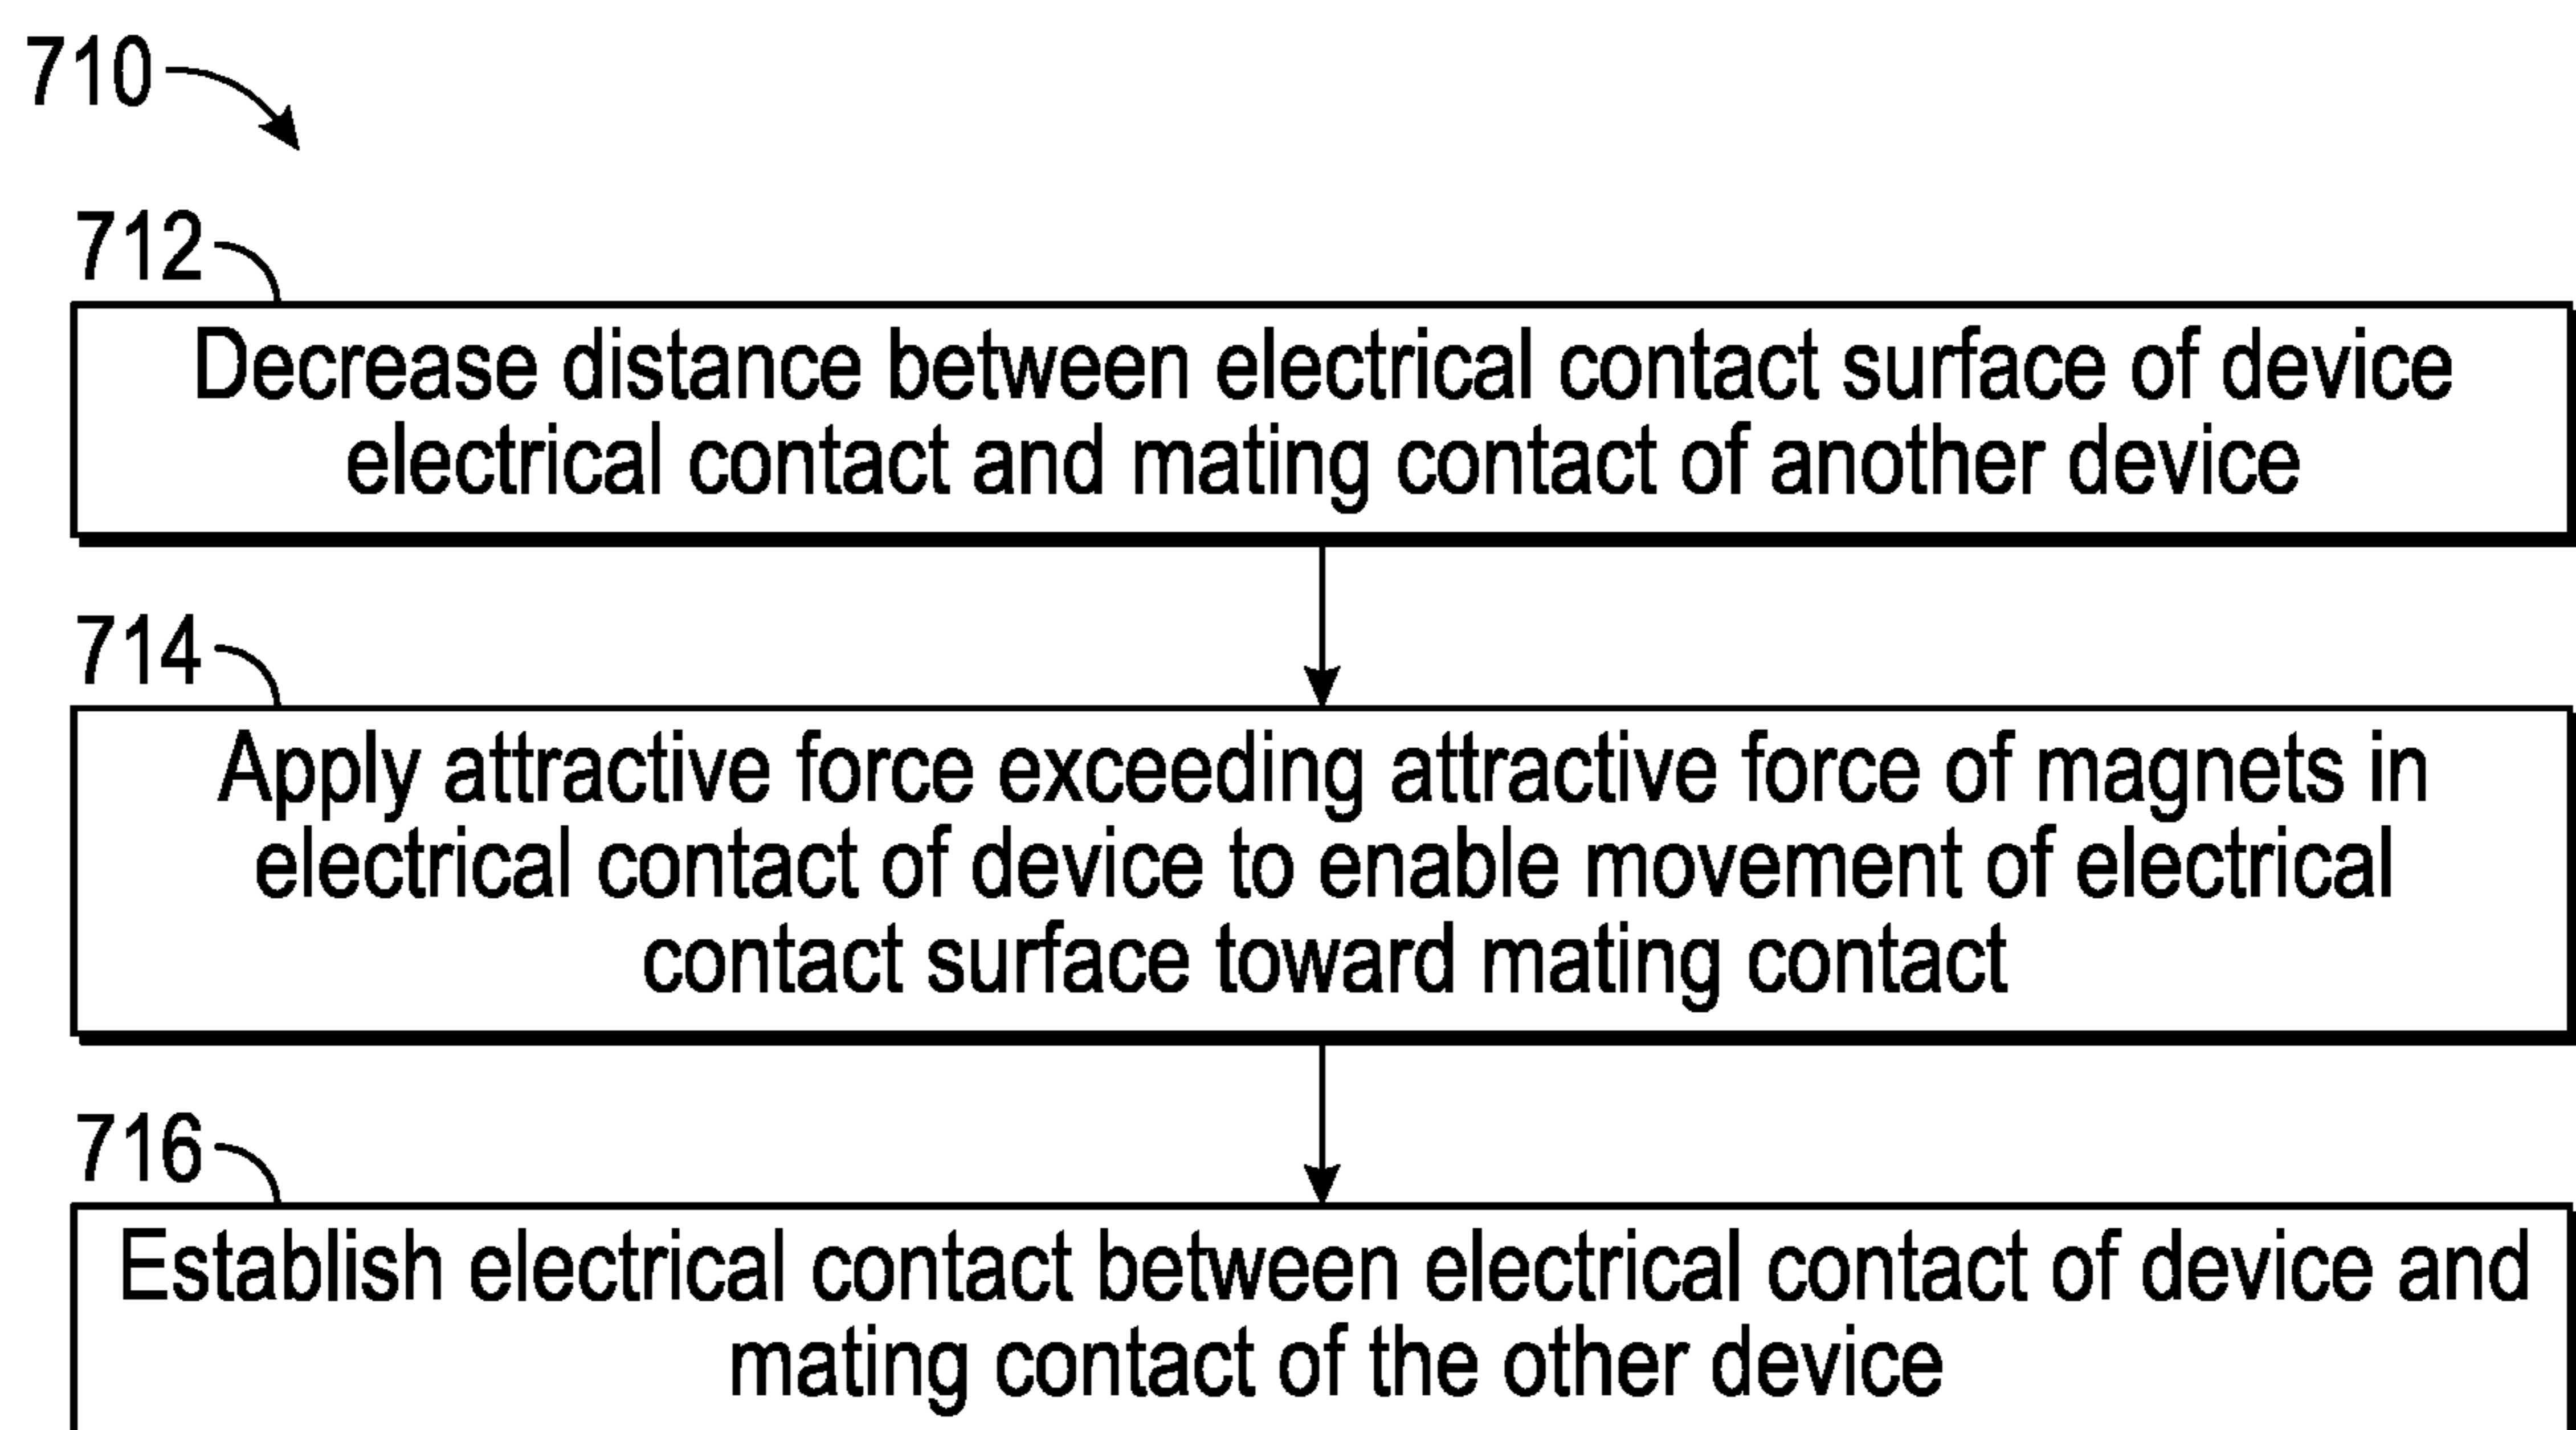 710
712
Decrease distance between electrical contact surface of device
electrical contact and mating contact of another device
714
Apply attractive force exceeding attractive force of magnets in
electrical contact of device to enable movement of electrical
contact surface toward mating contact
716
Establish electrical contact between electrical contact of device and
mating contact of the other device